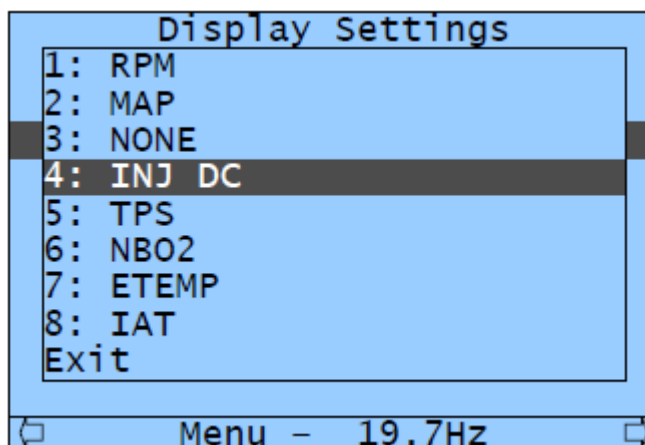 Display Settings
1: RPM
2: MAP
3: NONE
4: INJ DC
5: TPS
6: NBO2
7: ETEMP
8: IAT
Exit
Menu – 19.7Hz